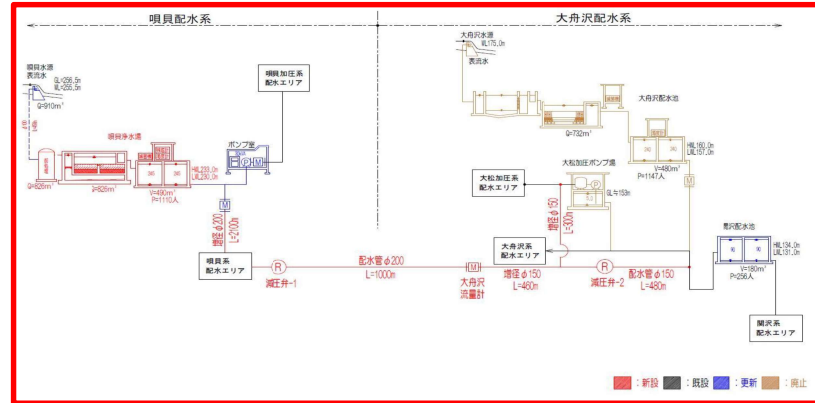 唄貝配水系
大舟沢配水系
唄貝水源
表流水
GL=256.5m
WL=255.5m
Q=910m³
唄貝浄水場
Q=826m³
Q=826m³
V=490m³
P=1110人
HWL233.0m
LWL230.0m
ポンプ室
唄貝加圧系
配水エリア
増径φ200
L=2100m
唄貝系
配水エリア
減圧弁-1
配水管φ200
L=1000m
大舟沢
流量計
増径φ150
L=460m
減圧弁-2
配水管φ150
L=480m
大舟沢水源
WL175.0m
表流水
Q=732m³
大舟沢配水池
HWL160.0m
LWL157.0m
V=480m³
P=1147人
大松加圧ポンプ場
GL≒153m
大松加圧系
配水エリア
増径φ150
L=300m
大舟沢系
配水エリア
HWL134.0m
LWL131.0m
V=180m³
P=256人
関沢系
配水エリア
:新設
:既設
:更新
:廃止